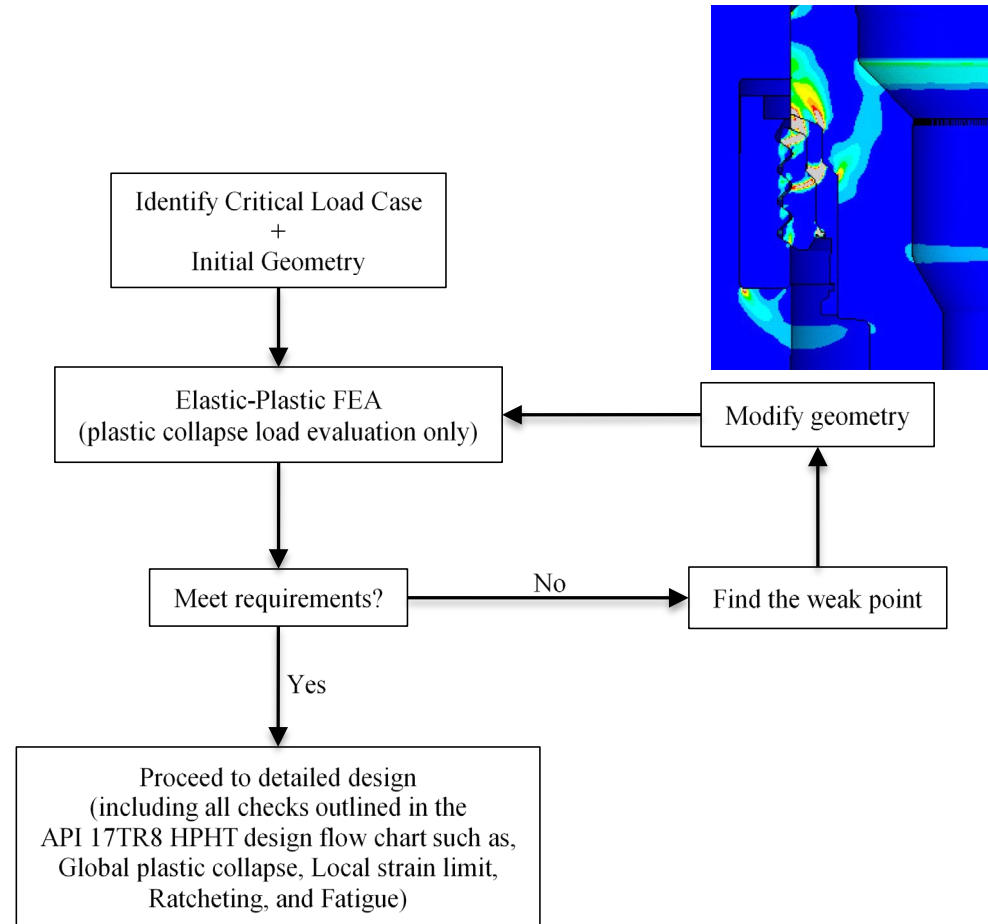 Identify Critical Load Case
+
Initial Geometry
Elastic-Plastic FEA
(plastic collapse load evaluation only)
Modify geometry
Meet requirements?
No
Find the weak point
Yes
Proceed to detailed design
(including all checks outlined in the
API 17TR8 HPHT design flow chart such as,
Global plastic collapse, Local strain limit,
Ratcheting, and Fatigue)